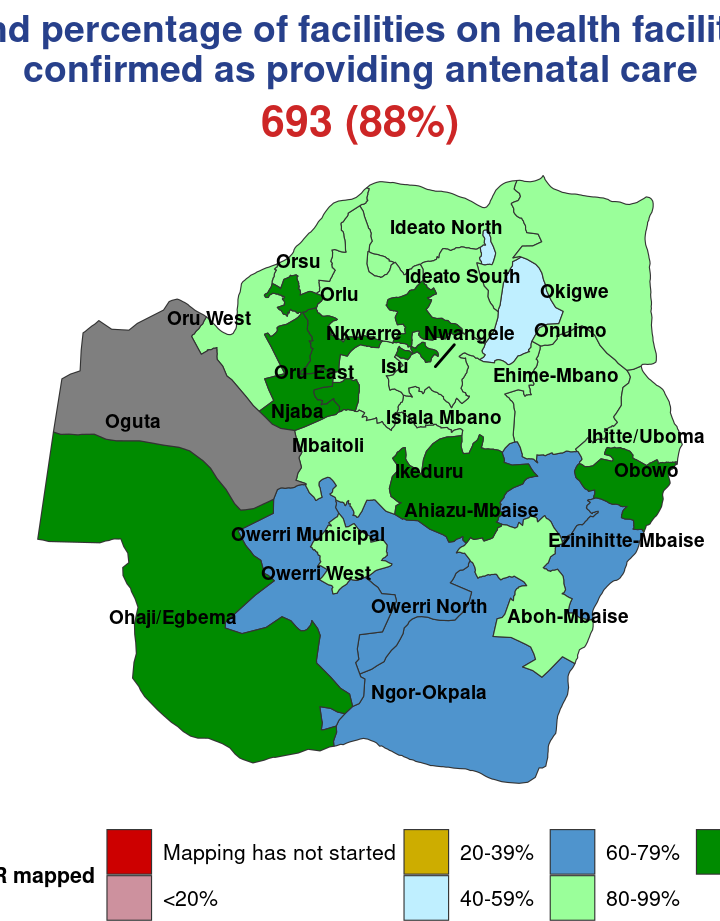 nd percentage of facilities on health facilit
confirmed as providing antenatal care
693 (88%)
Ideato North
Orsu
Ideato South
Orlu
Okigwe
Oru West
Nkwerre
Nwangele
Onuimo
Isu
Oru East
Ehime-Mbano
Njaba
Isiala Mbano
Oguta
Mbaitoli
Ihitte/Uboma
Ikeduru
Obowo
Ahiazu-Mbaise
Owerri Municipal
Ezinihitte-Mbaise
Owerri West
Owerri North
Ohaji/Egbema
Aboh-Mbaise
Ngor-Okpala
R mapped
Mapping has not started
20-39%
60-79%
<20%
40-59%
80-99%